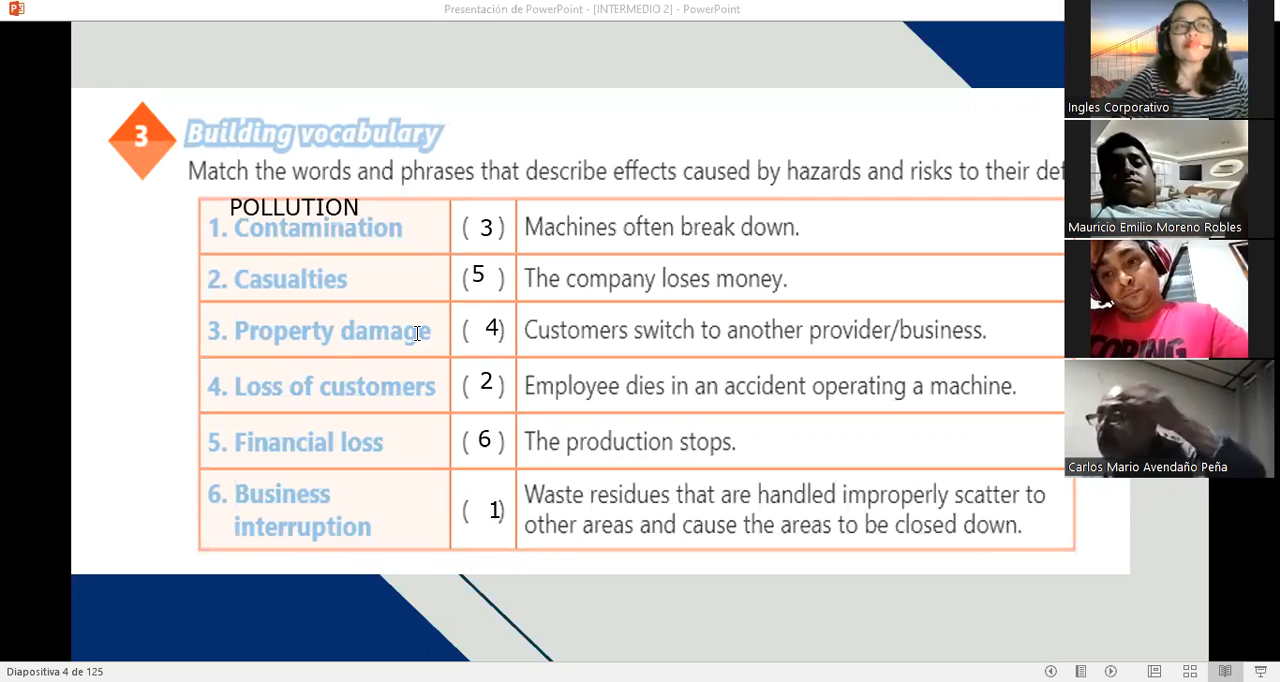 Presentación de PowerPoint - [INTERMEDIO 2] - PowerPoint
Ingles Corporativo
3
Building vocabulary
Match the words and phrases that describe effects caused by hazards and risks to their
POLLUTION
1. Contamination ( 3 ) Machines often break down.
Mauricio Emilio Moreno Robles
2. Casualties ( 5 ) The company loses money.
3. Property damage ( 4 ) Customers switch to another provider/business.
4. Loss of customers ( 2 ) Employee dies in an accident operating a machine.
5. Financial loss ( 6 ) The production stops.
Carlos Mario Avendaño Peña
6. Business
interruption
( 1 )
Waste residues that are handled improperly scatter to
other areas and cause the areas to be closed down.
Diapositiva 4 de 125